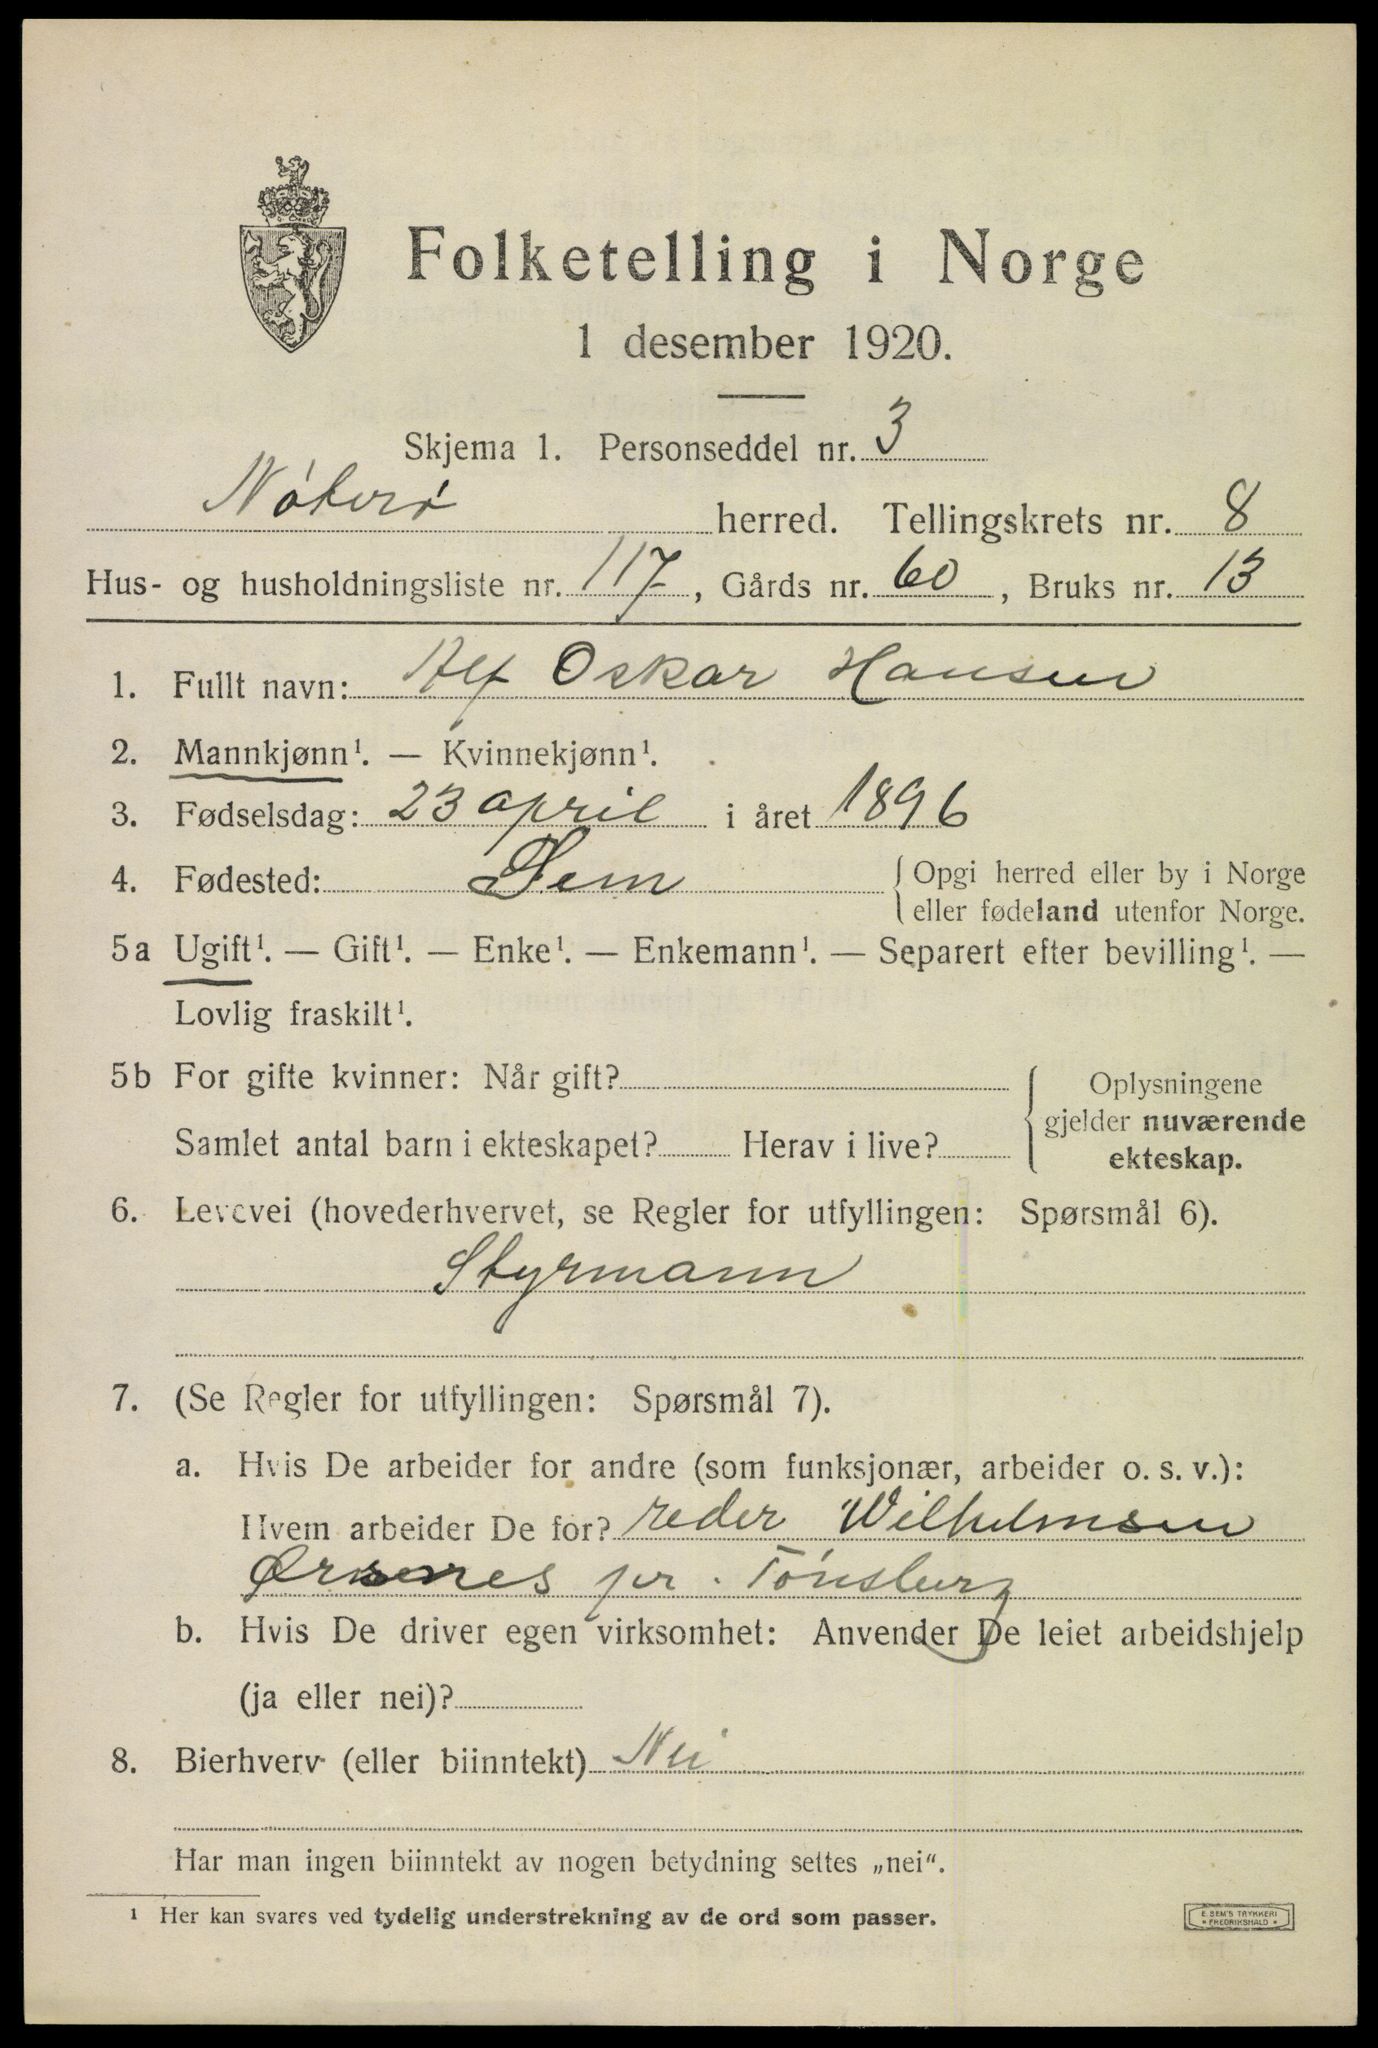 Folketelling i Norge
1 desember 1920.
Skjema 1. Personseddel nr. 3
Nøterø herred. Tellingskrets nr. 8
Hus- og husholdningsliste nr. 117, Gårds nr. 60, Bruks nr. 13
1. Fullt navn: Alf Oskar Hansen
2. Mannkjønn¹. — Kvinnekjønn¹.
3. Fødselsdag: 23 april i året 1896
4. Fødested: Sem { Opgi herred eller by i Norge
eller fødeland utenfor Norge.
5a Ugift¹. — Gift¹. — Enke¹. — Enkemann¹. — Separert efter bevilling¹. —
Lovlig fraskilt¹.
5b For gifte kvinner: Når gift?
Samlet antal barn i ekteskapet? Herav i live?
Oplysningene
gjelder nuværende
ekteskap.
6. Levevei (hovederhvervet, se Regler for utfyllingen: Spørsmål 6).
Styrmann
7. (Se Regler for utfyllingen: Spørsmål 7).
a. Hvis De arbeider for andre (som funksjonær, arbeider o. s. v.):
Hvem arbeider De for? reder Wilhelmsen
pr. Tønsberg
b. Hvis De driver egen virksomhet: Anvender De leiet arbeidshjelp
(ja eller nei)?
8. Bierhverv (eller biinntekt) Nei
Har man ingen biinntekt av nogen betydning settes „nei“.
¹ Her kan svares ved tydelig understrekning av de ord som passer.
E. SEM'S TRYKKERI
* FREDRIKSHALD *